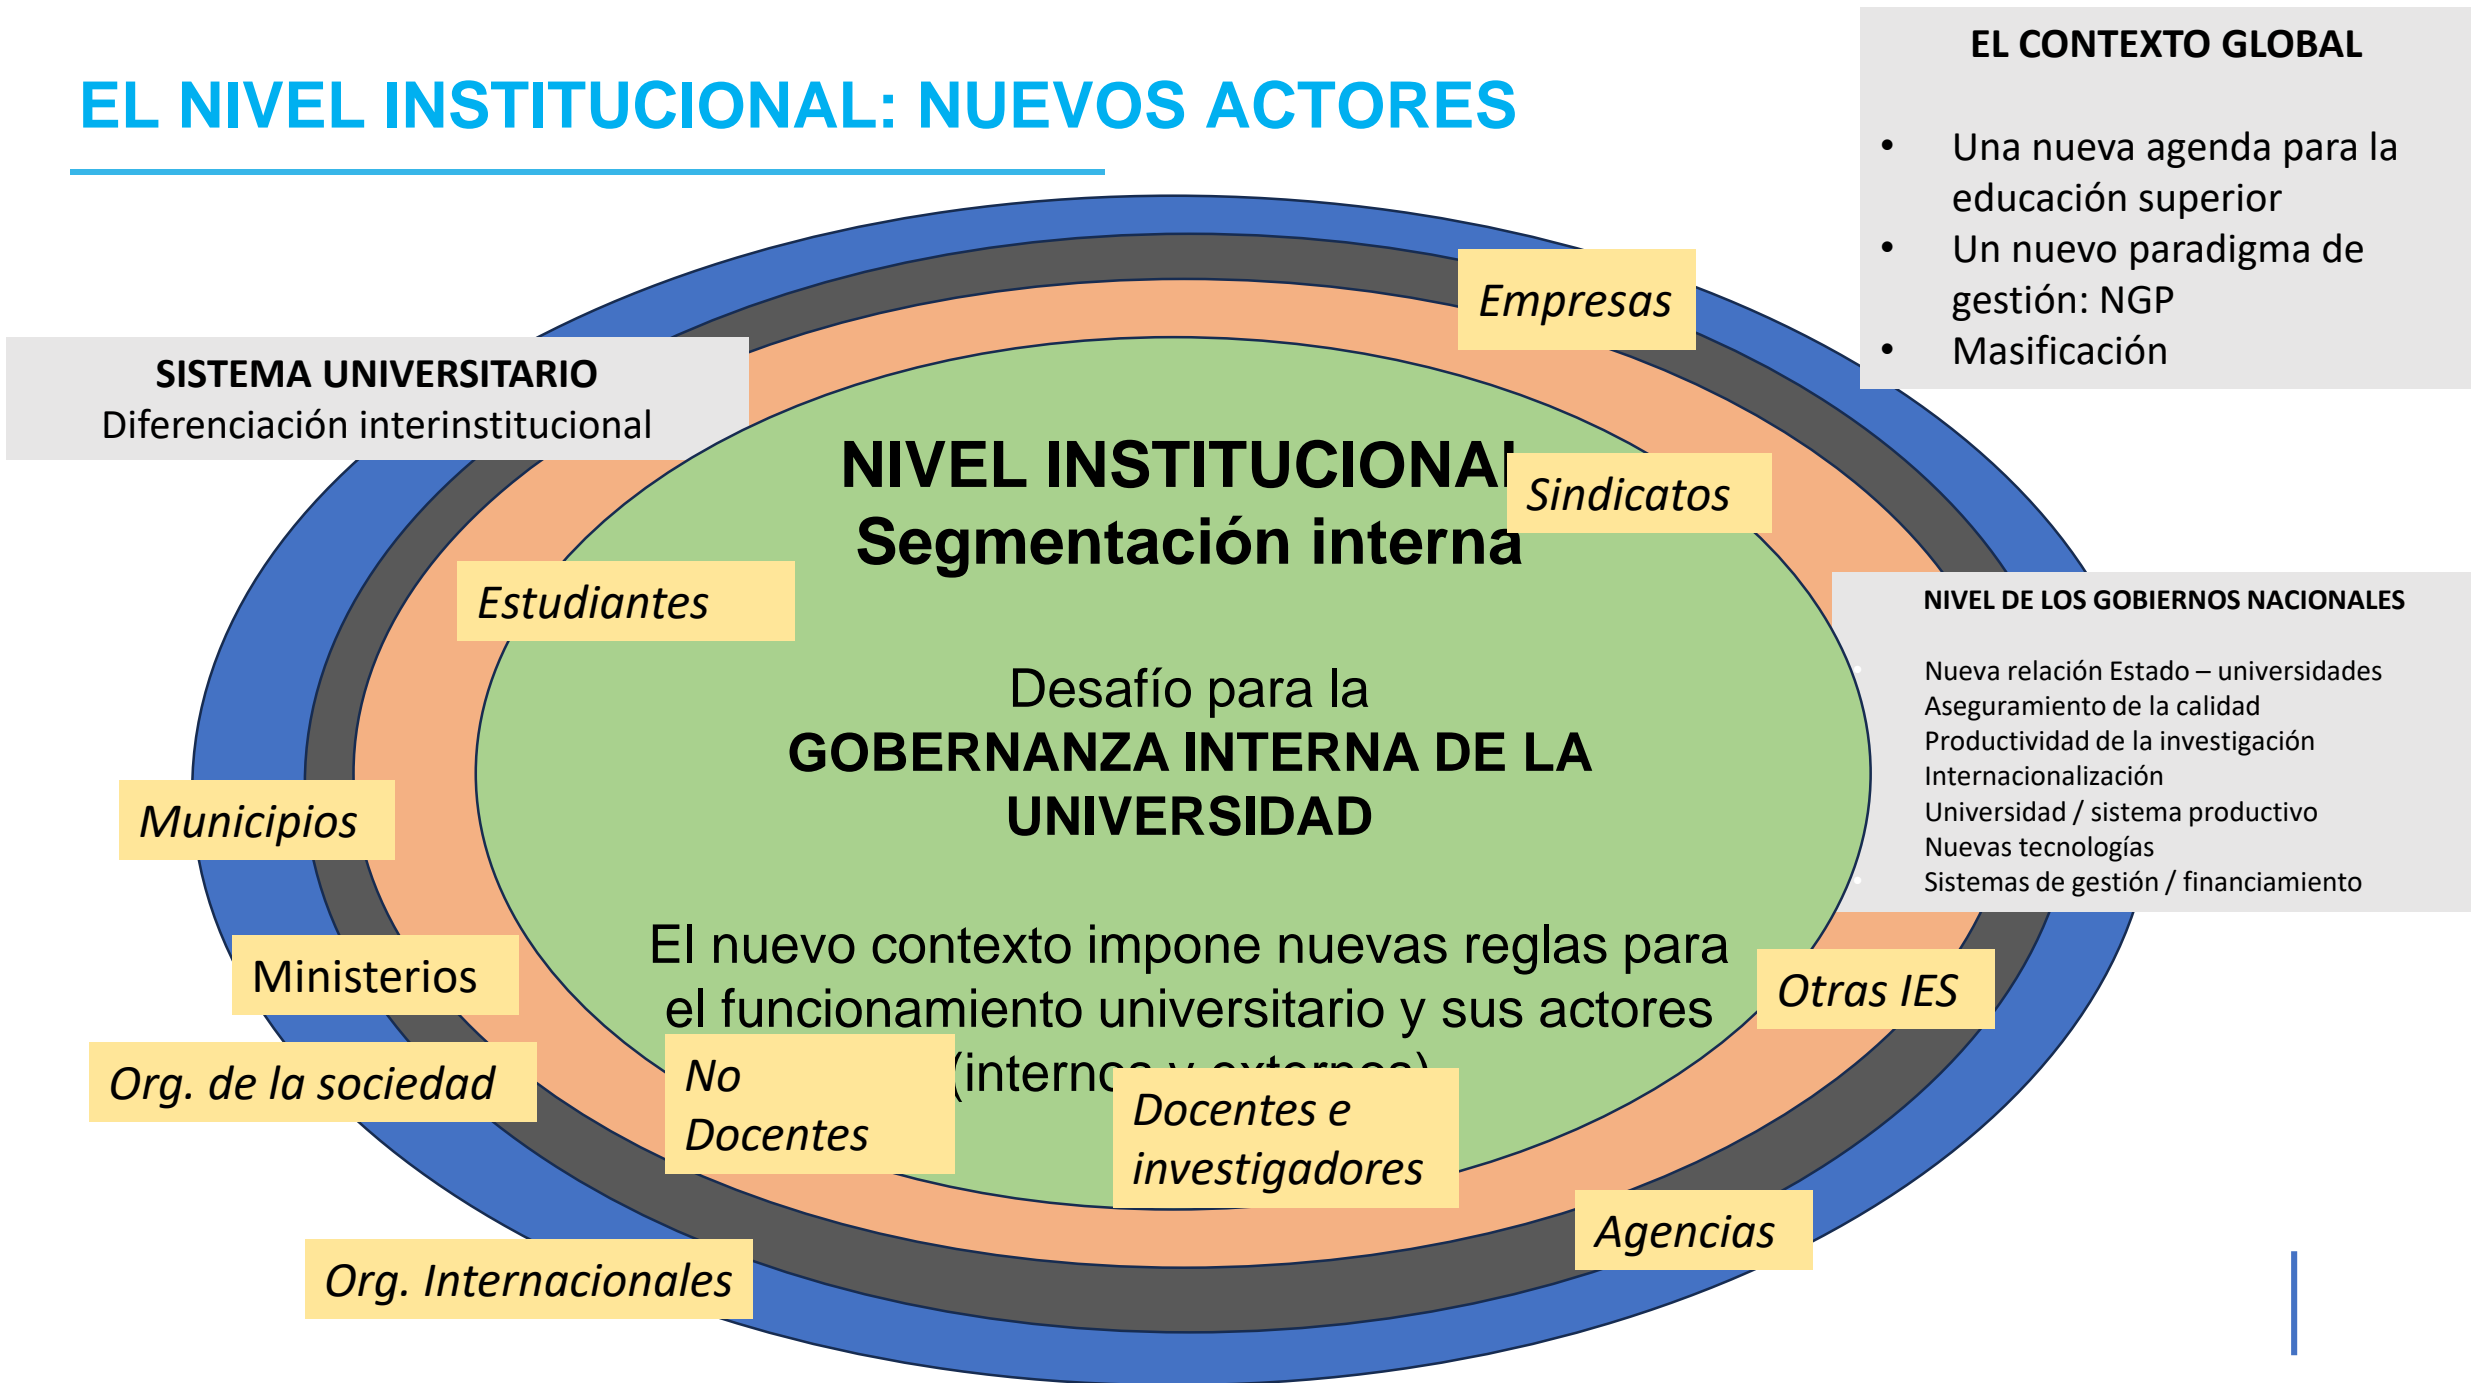 EL NIVEL INSTITUCIONAL: NUEVOS ACTORES
EL CONTEXTO GLOBAL
• Una nueva agenda para la
educación superior
• Un nuevo paradigma de
gestión: NGP
• Masificación
SISTEMA UNIVERSITARIO
Diferenciación interinstitucional
Empresas
NIVEL INSTITUCIONAL
Segmentación interna
Sindicatos
Estudiantes
Desafío para la
GOBERNANZA INTERNA DE LA
UNIVERSIDAD
El nuevo contexto impone nuevas reglas para
el funcionamiento universitario y sus actores
(internos y externos)
NIVEL DE LOS GOBIERNOS NACIONALES
• Nueva relación Estado – universidades
Aseguramiento de la calidad
Productividad de la investigación
Internacionalización
Universidad / sistema productivo
Nuevas tecnologías
• Sistemas de gestión / financiamiento
Municipios
Ministerios
Otras IES
Org. de la sociedad
No
Docentes
Docentes e
investigadores
Agencias
Org. Internacionales